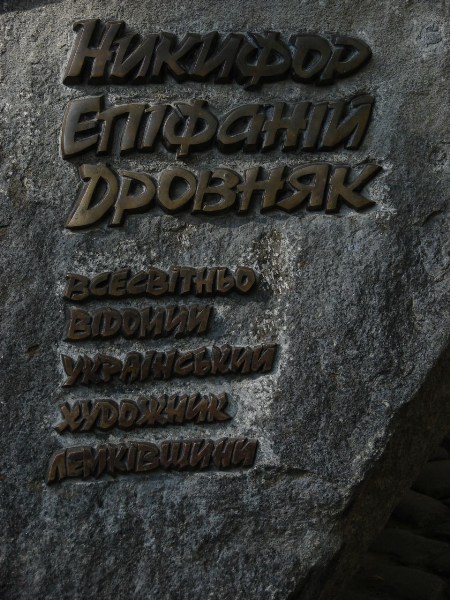 Никифор
Епіфаній
Дровняк
всесвітньо
відомий
український
художник
Лемківщини